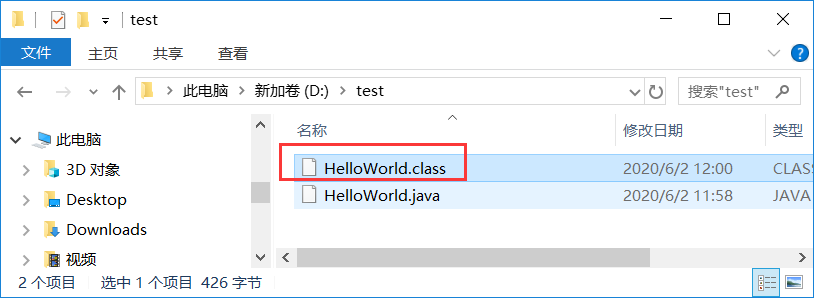 test
文件 主页 共享 查看
此电脑 新加卷 (D:) test 搜索"test"
此电脑
3D 对象
Desktop
Downloads
视频
名称 修改日期 类型
HelloWorld.class 2020/6/2 12:00 CLASS
HelloWorld.java 2020/6/2 11:58 JAVA
2 个项目 选中 1 个项目 426 字节